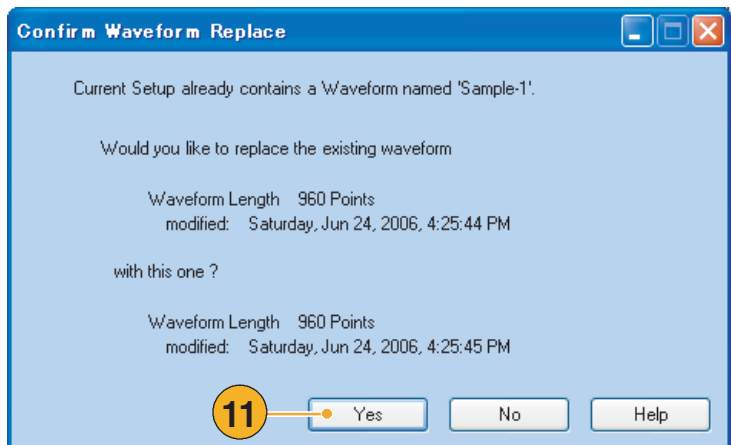 Confirm Waveform Replace
Current Setup already contains a Waveform named 'Sample-1'.
Would you like to replace the existing waveform
Waveform Length 960 Points
modified: Saturday, Jun 24, 2006, 4:25:44 PM
with this one ?
Waveform Length 960 Points
modified: Saturday, Jun 24, 2006, 4:25:45 PM
11 Yes No Help